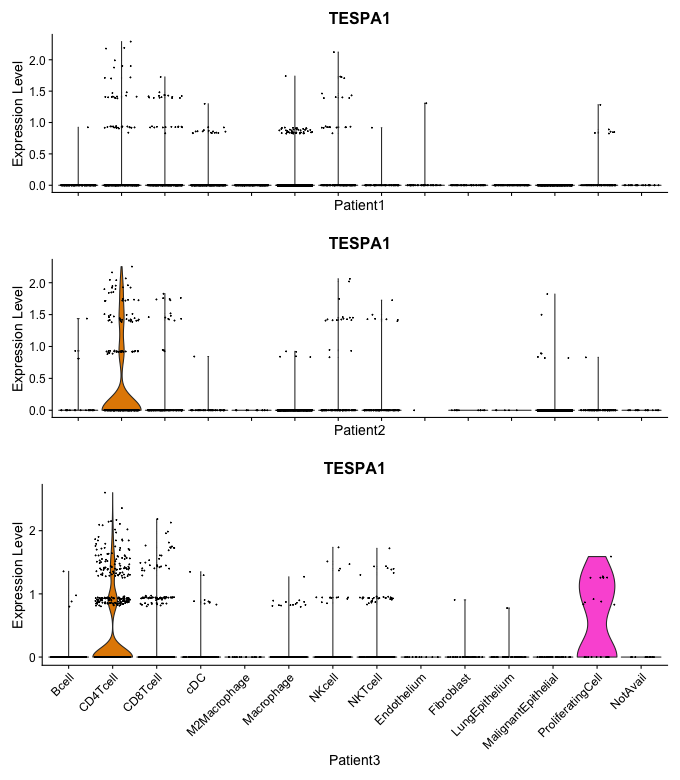 TESPA1
Expression Level
2.0
1.5
1.0
0.5
0.0
Patient1
TESPA1
Expression Level
2.0
1.5
1.0
0.5
0.0
Patient2
TESPA1
Expression Level
2
1
0
Bcell
CD4Tcell
CD8Tcell
cDC
M2Macrophage
Macrophage
NKcell
NKTcell
Endothelium
Fibroblast
LungEpithelium
MalignantEpithelial
ProliferatingCell
NotAvail
Patient3